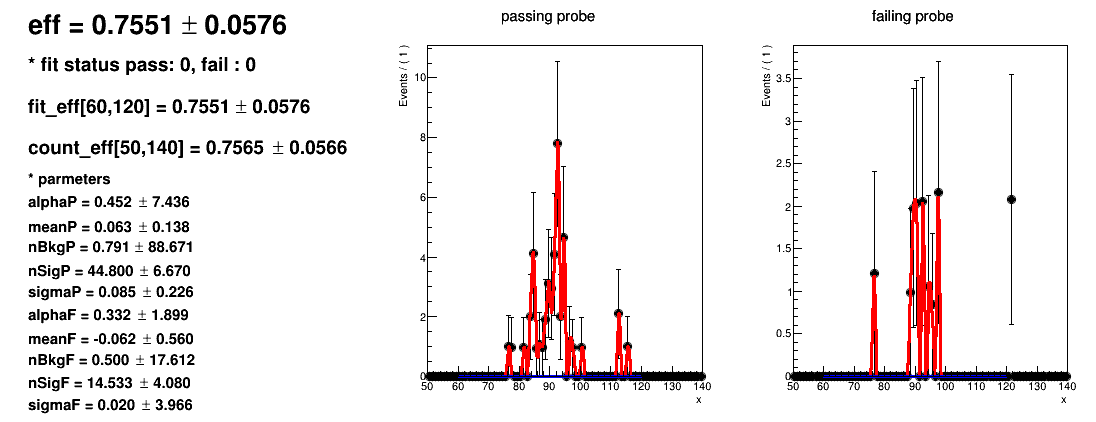 eff = 0.7551 ± 0.0576
* fit status pass: 0, fail : 0
fit_eff[60,120] = 0.7551 ± 0.0576
count_eff[50,140] = 0.7565 ± 0.0566
* parmeters
alphaP = 0.452 ± 7.436
meanP = 0.063 ± 0.138
nBkgP = 0.791 ± 88.671
nSigP = 44.800 ± 6.670
sigmaP = 0.085 ± 0.226
alphaF = 0.332 ± 1.899
meanF = -0.062 ± 0.560
nBkgF = 0.500 ± 17.612
nSigF = 14.533 ± 4.080
sigmaF = 0.020 ± 3.966
passing probe
Events / ( 1 )
10
8
6
4
2
0
50 60 70 80 90 100 110 120 130 140
x
failing probe
Events / ( 1 )
3.5
3
2.5
2
1.5
1
0.5
0
50 60 70 80 90 100 110 120 130 140
x